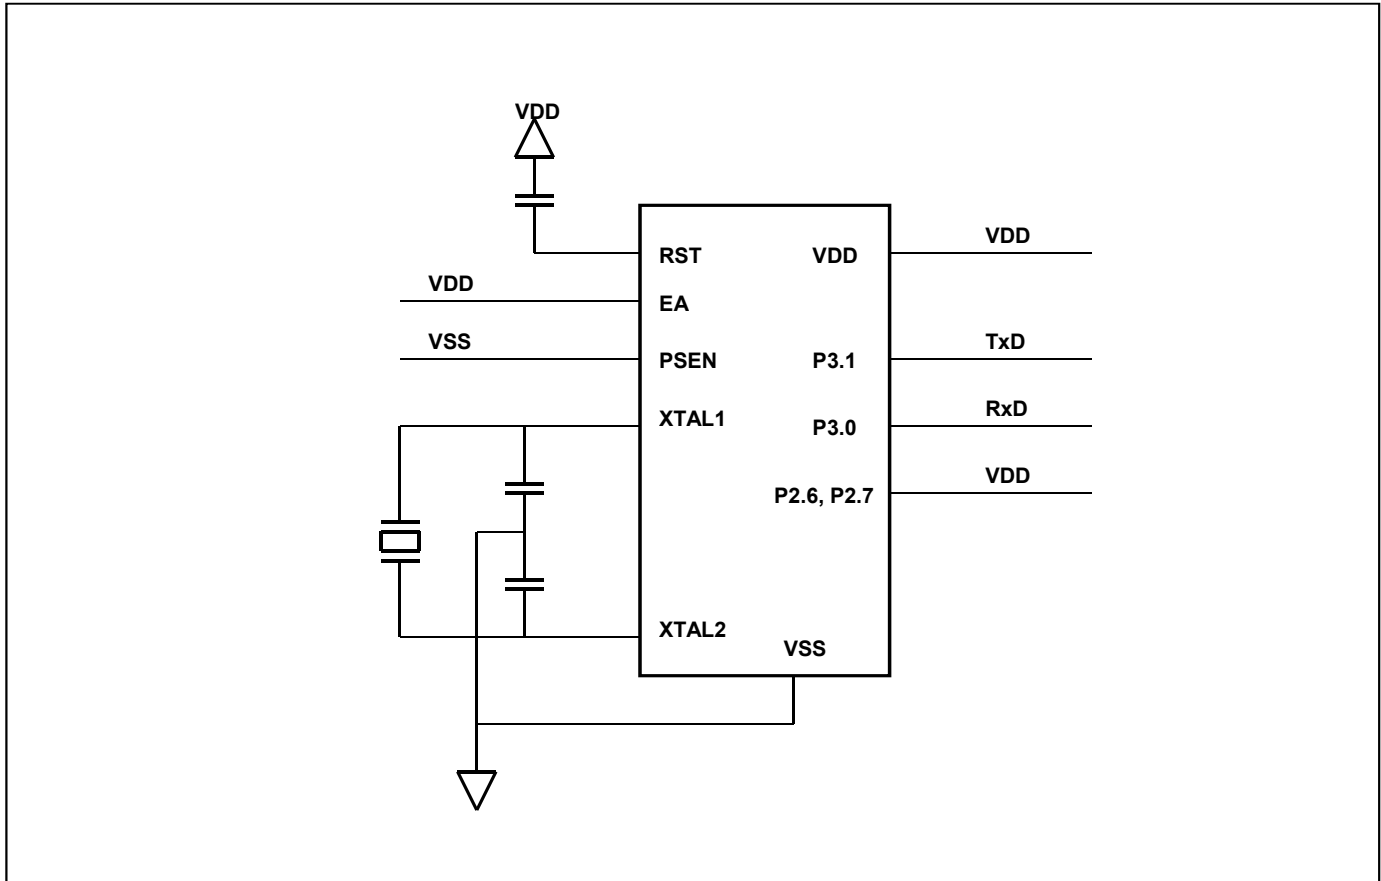 VDD
VDD
RST
VDD
VDD
EA
VSS
PSEN
P3.1
TxD
XTAL1
P3.0
RxD
P2.6, P2.7
VDD
XTAL2
VSS